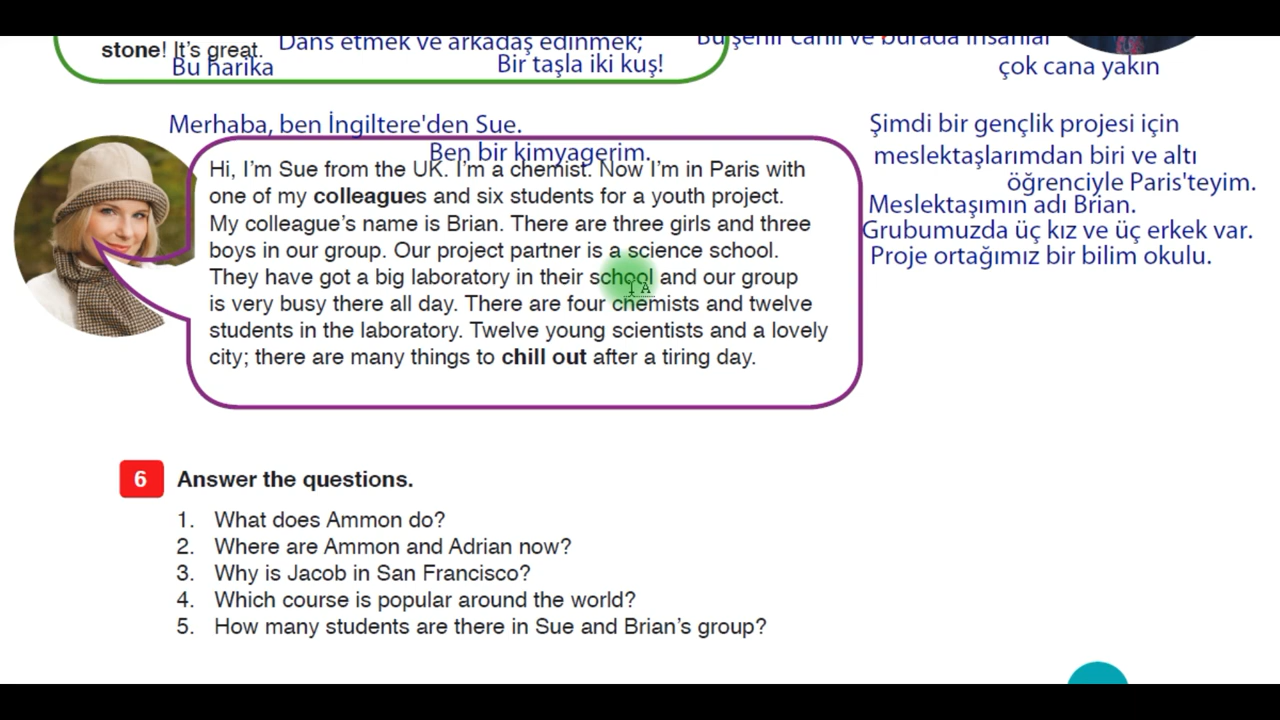 Dans etmek ve arkadaş edinmek;
Bu şehir canlı ve burada insanlar
stone! It's great.
Bu harika
Bir taşla iki kuş!
çok cana yakın
Merhaba, ben İngiltere'den Sue.
Ben bir kimyagerim.
Hi, I'm Sue from the UK. I'm a chemist. Now I'm in Paris with
one of my colleagues and six students for a youth project.
My colleague's name is Brian. There are three girls and three
boys in our group. Our project partner is a science school.
They have got a big laboratory in their school and our group
is very busy there all day. There are four chemists and twelve
students in the laboratory. Twelve young scientists and a lovely
city; there are many things to chill out after a tiring day.
Şimdi bir gençlik projesi için
meslektaşlarımdan biri ve altı
öğrenciyle Paris'teyim.
Meslektaşımın adı Brian.
Grubumuzda üç kız ve üç erkek var.
Proje ortağımız bir bilim okulu.
6 Answer the questions.
1. What does Ammon do?
2. Where are Ammon and Adrian now?
3. Why is Jacob in San Francisco?
4. Which course is popular around the world?
5. How many students are there in Sue and Brian's group?